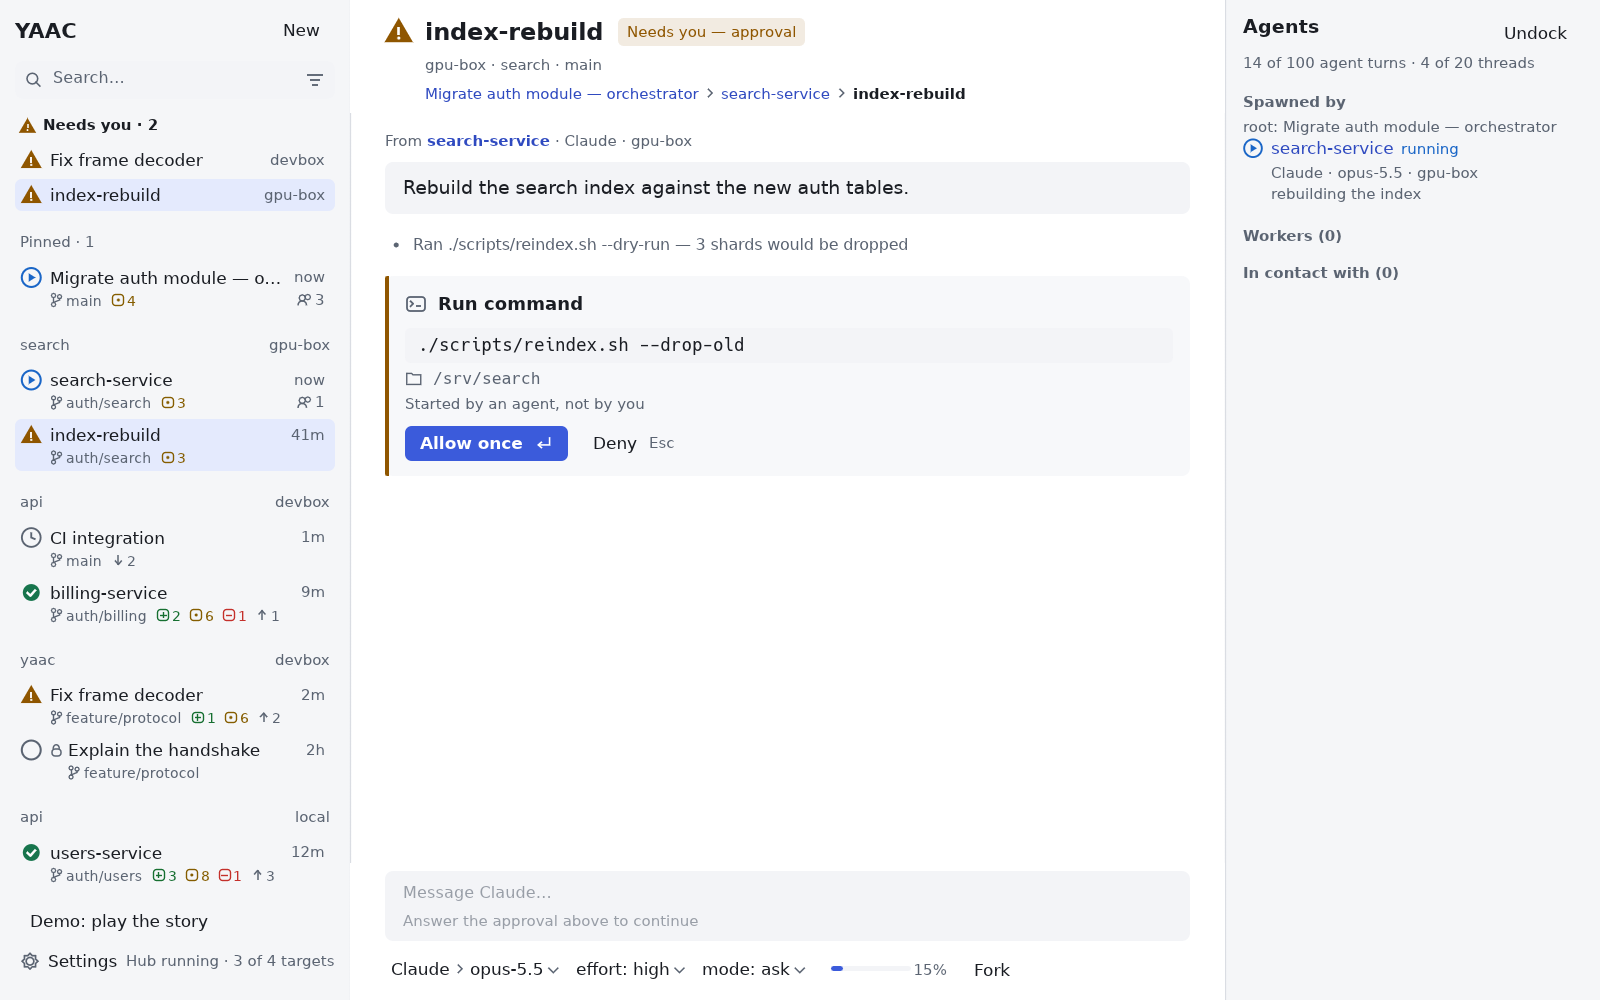 YAAC
New
Search...
Needs you · 2
Fix frame decoder devbox
index-rebuild gpu-box
Pinned · 1
Migrate auth module — o... now
main 4 3
search gpu-box
search-service now
auth/search 3 1
index-rebuild 41m
auth/search 3
api devbox
CI integration 1m
main 2
billing-service 9m
auth/billing 2 6 1 1
yaac devbox
Fix frame decoder 2m
feature/protocol 1 6 2
Explain the handshake 2h
feature/protocol
api local
users-service 12m
auth/users 3 8 1 3
Demo: play the story
Settings Hub running · 3 of 4 targets
index-rebuild Needs you — approval
gpu-box · search · main
Migrate auth module — orchestrator > search-service > index-rebuild
From search-service · Claude · gpu-box
Rebuild the search index against the new auth tables.
• Ran ./scripts/reindex.sh --dry-run — 3 shards would be dropped
Run command
./scripts/reindex.sh --drop-old
/srv/search
Started by an agent, not by you
Allow once Deny Esc
Message Claude...
Answer the approval above to continue
Claude > opus-5.5 effort: high mode: ask 15% Fork
Agents
Undock
14 of 100 agent turns · 4 of 20 threads
Spawned by
root: Migrate auth module — orchestrator
search-service running
Claude · opus-5.5 · gpu-box
rebuilding the index
Workers (0)
In contact with (0)